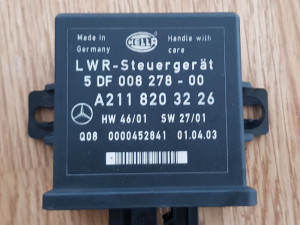 Made in Germany
HELLA
Handle with care
LWR-Steuergerät
5 DF 008 278-00
A 211 820 32 26
HW 46/01 SW 27/01
Q08 0000452841 01.04.03